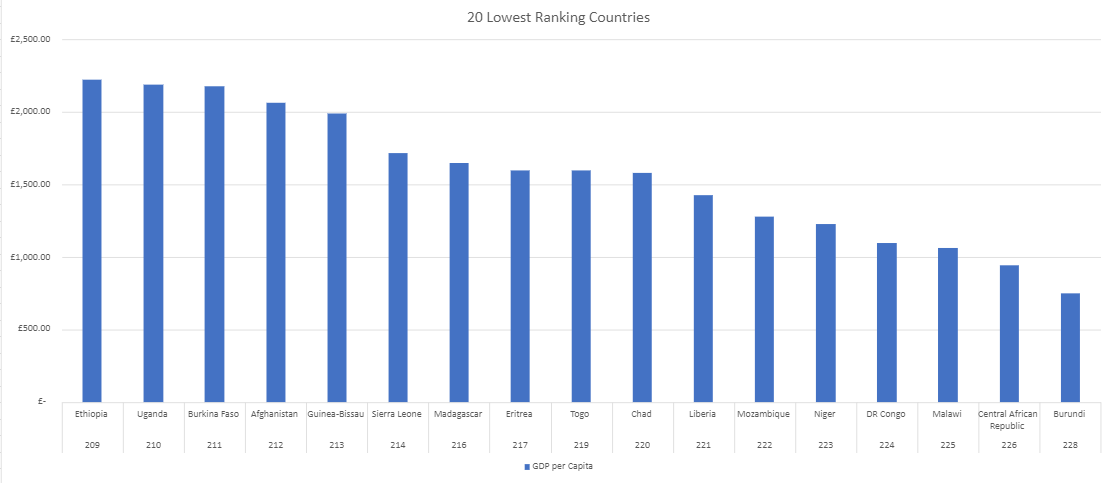 20 Lowest Ranking Countries
£2,500.00
£2,000.00
£1,500.00
£1,000.00
£500.00
£-
Ethiopia Uganda Burkina Faso Afghanistan Guinea-Bissau Sierra Leone Madagascar Eritrea Togo Chad Liberia Mozambique Niger DR Congo Malawi Central African Burundi
Republic
209 210 211 212 213 214 216 217 219 220 221 222 223 224 225 226 228
GDP per Capita